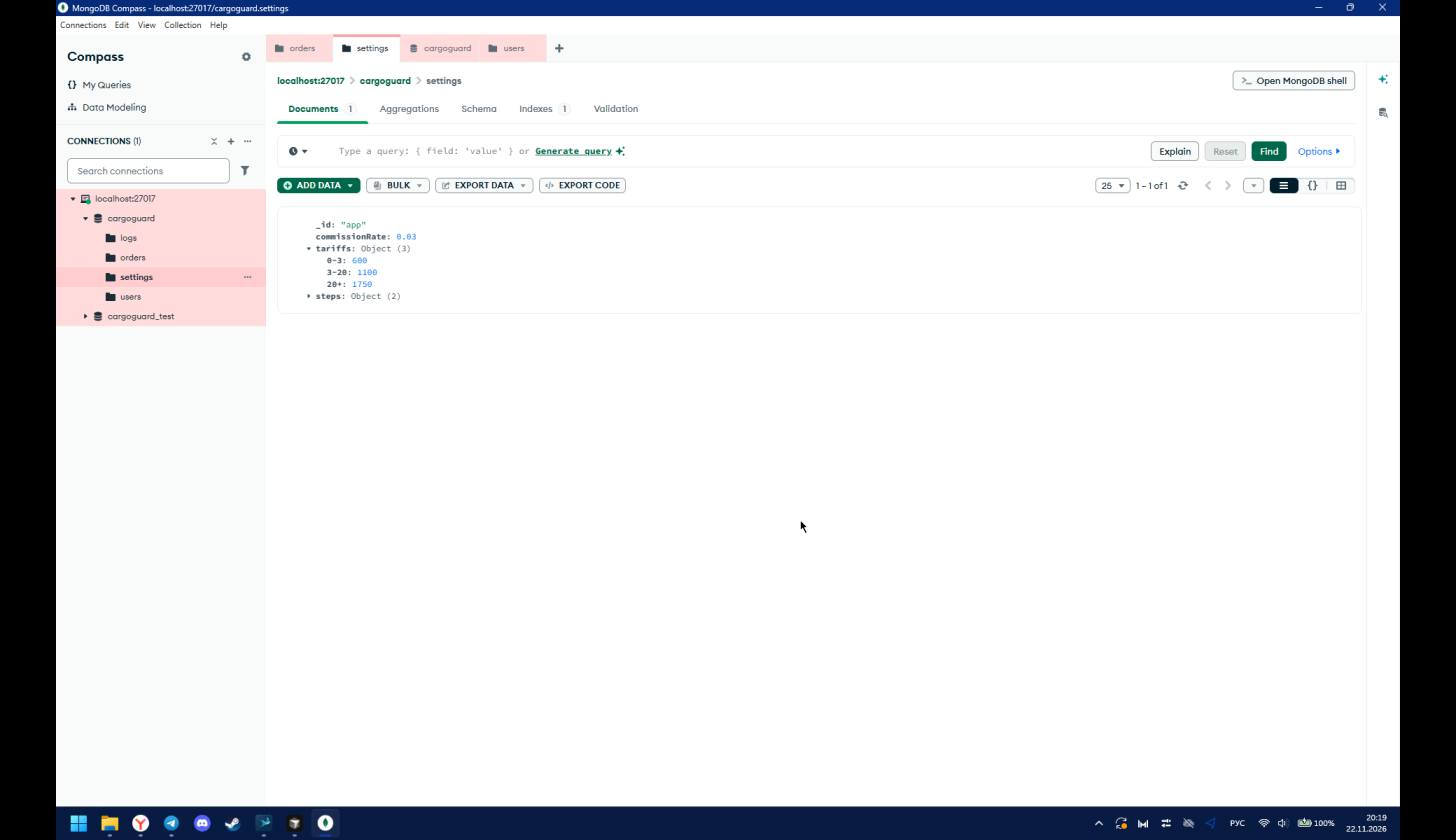 MongoDB Compass - localhost:27017/cargoguard.settings
Connections Edit View Collection Help
Compass
{} My Queries
Data Modeling
CONNECTIONS (1)
Search connections
localhost:27017
cargoguard
logs
orders
settings
users
cargoguard_test
orders settings cargoguard users
localhost:27017 > cargoguard > settings
>_ Open MongoDB shell
Documents 1 Aggregations Schema Indexes 1 Validation
Type a query: { field: 'value' } or Generate query
Explain Reset Find Options
ADD DATA BULK EXPORT DATA </> EXPORT CODE
25 1 – 1 of 1 {}
_id: "app"
commissionRate: 0.03
tariffs: Object (3)
0-3: 600
3-20: 1100
20+: 1750
steps: Object (2)
РУС 100% 20:19
22.11.2026